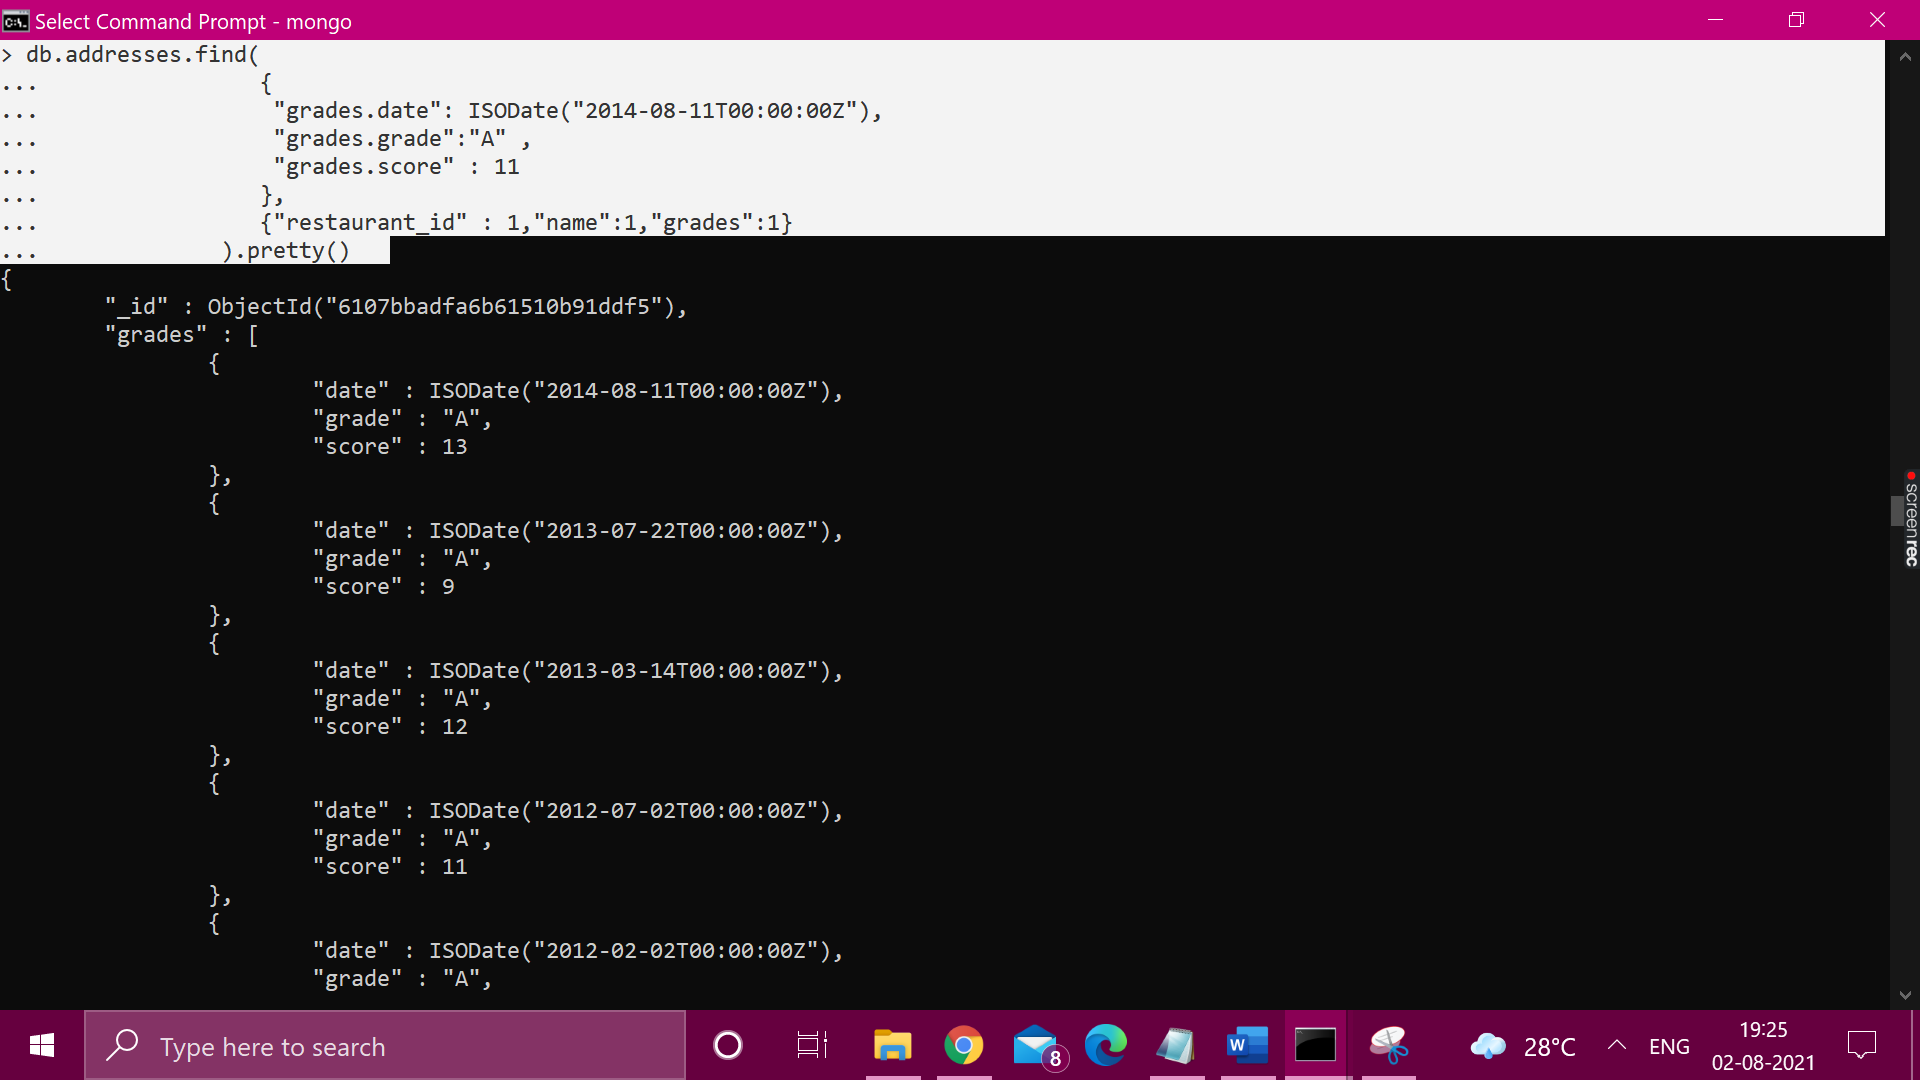 Select Command Prompt - mongo
> db.addresses.find(
... {
... "grades.date": ISODate("2014-08-11T00:00:00Z"),
... "grades.grade":"A" ,
... "grades.score" : 11
... },
... {"restaurant_id" : 1,"name":1,"grades":1}
... ).pretty()
{
"_id" : ObjectId("6107bbadfa6b61510b91ddf5"),
"grades" : [
{
"date" : ISODate("2014-08-11T00:00:00Z"),
"grade" : "A",
"score" : 13
},
{
"date" : ISODate("2013-07-22T00:00:00Z"),
"grade" : "A",
"score" : 9
},
{
"date" : ISODate("2013-03-14T00:00:00Z"),
"grade" : "A",
"score" : 12
},
{
"date" : ISODate("2012-07-02T00:00:00Z"),
"grade" : "A",
"score" : 11
},
{
"date" : ISODate("2012-02-02T00:00:00Z"),
"grade" : "A",
screenrec
Type here to search
8
W
28°C
ENG
19:25
02-08-2021